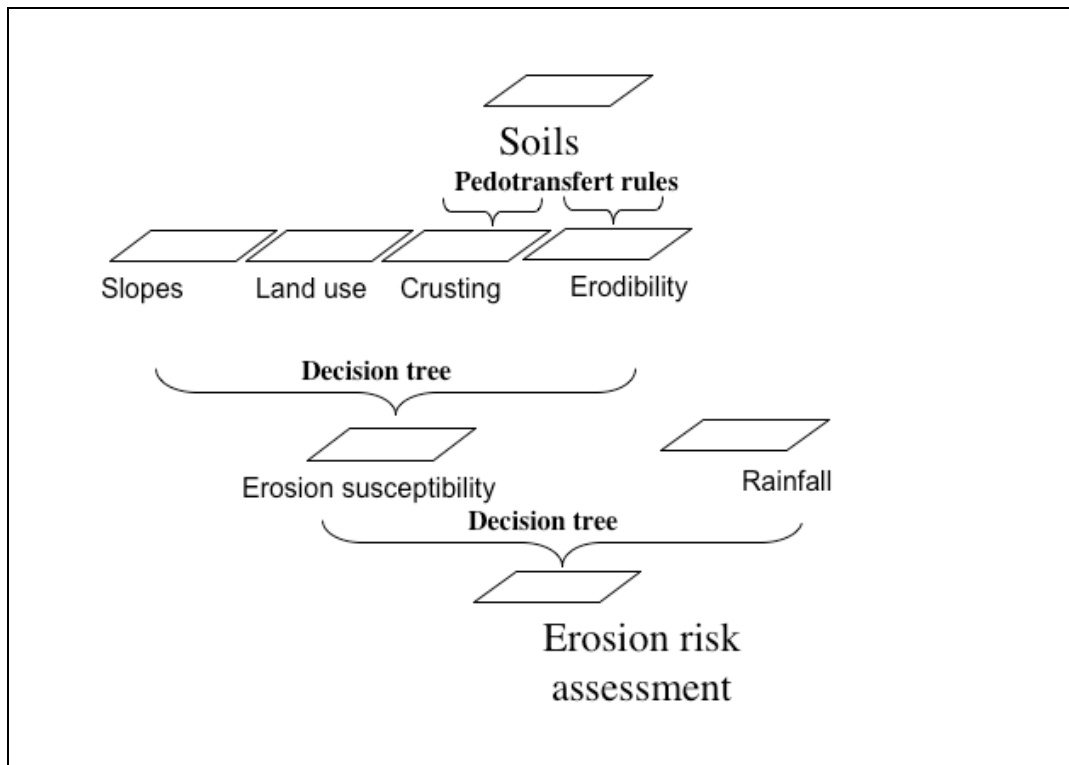 Soils
Pedotransfert rules
Slopes
Land use
Crusting
Erodibility
Decision tree
Erosion susceptibility
Rainfall
Decision tree
Erosion risk
assessment